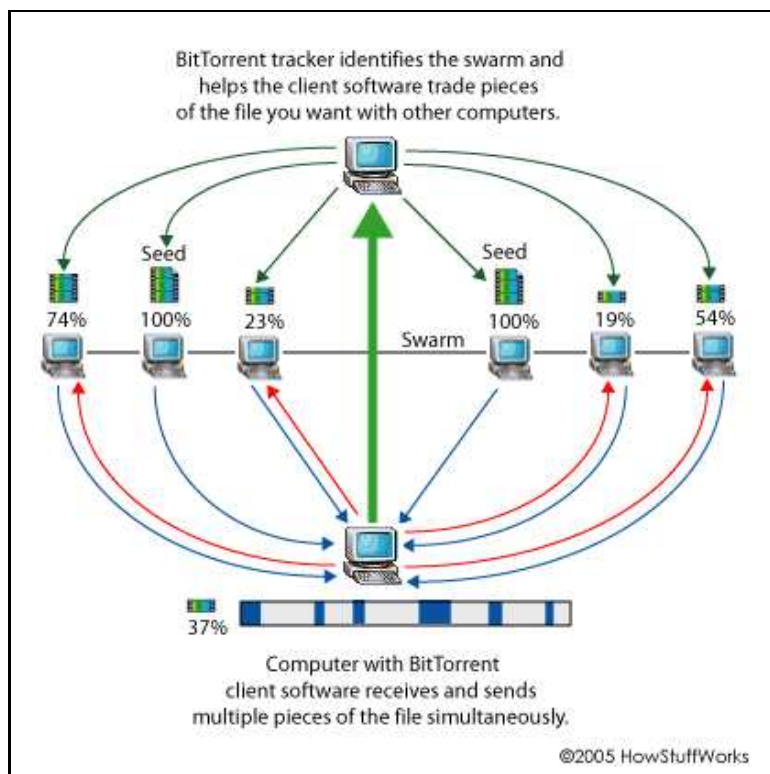 BitTorrent tracker identifies the swarm and
helps the client software trade pieces
of the file you want with other computers.
Seed
Seed
74%
100%
23%
100%
19%
54%
Swarm
37%
Computer with BitTorrent
client software receives and sends
multiple pieces of the file simultaneously.
©2005 HowStuffWorks